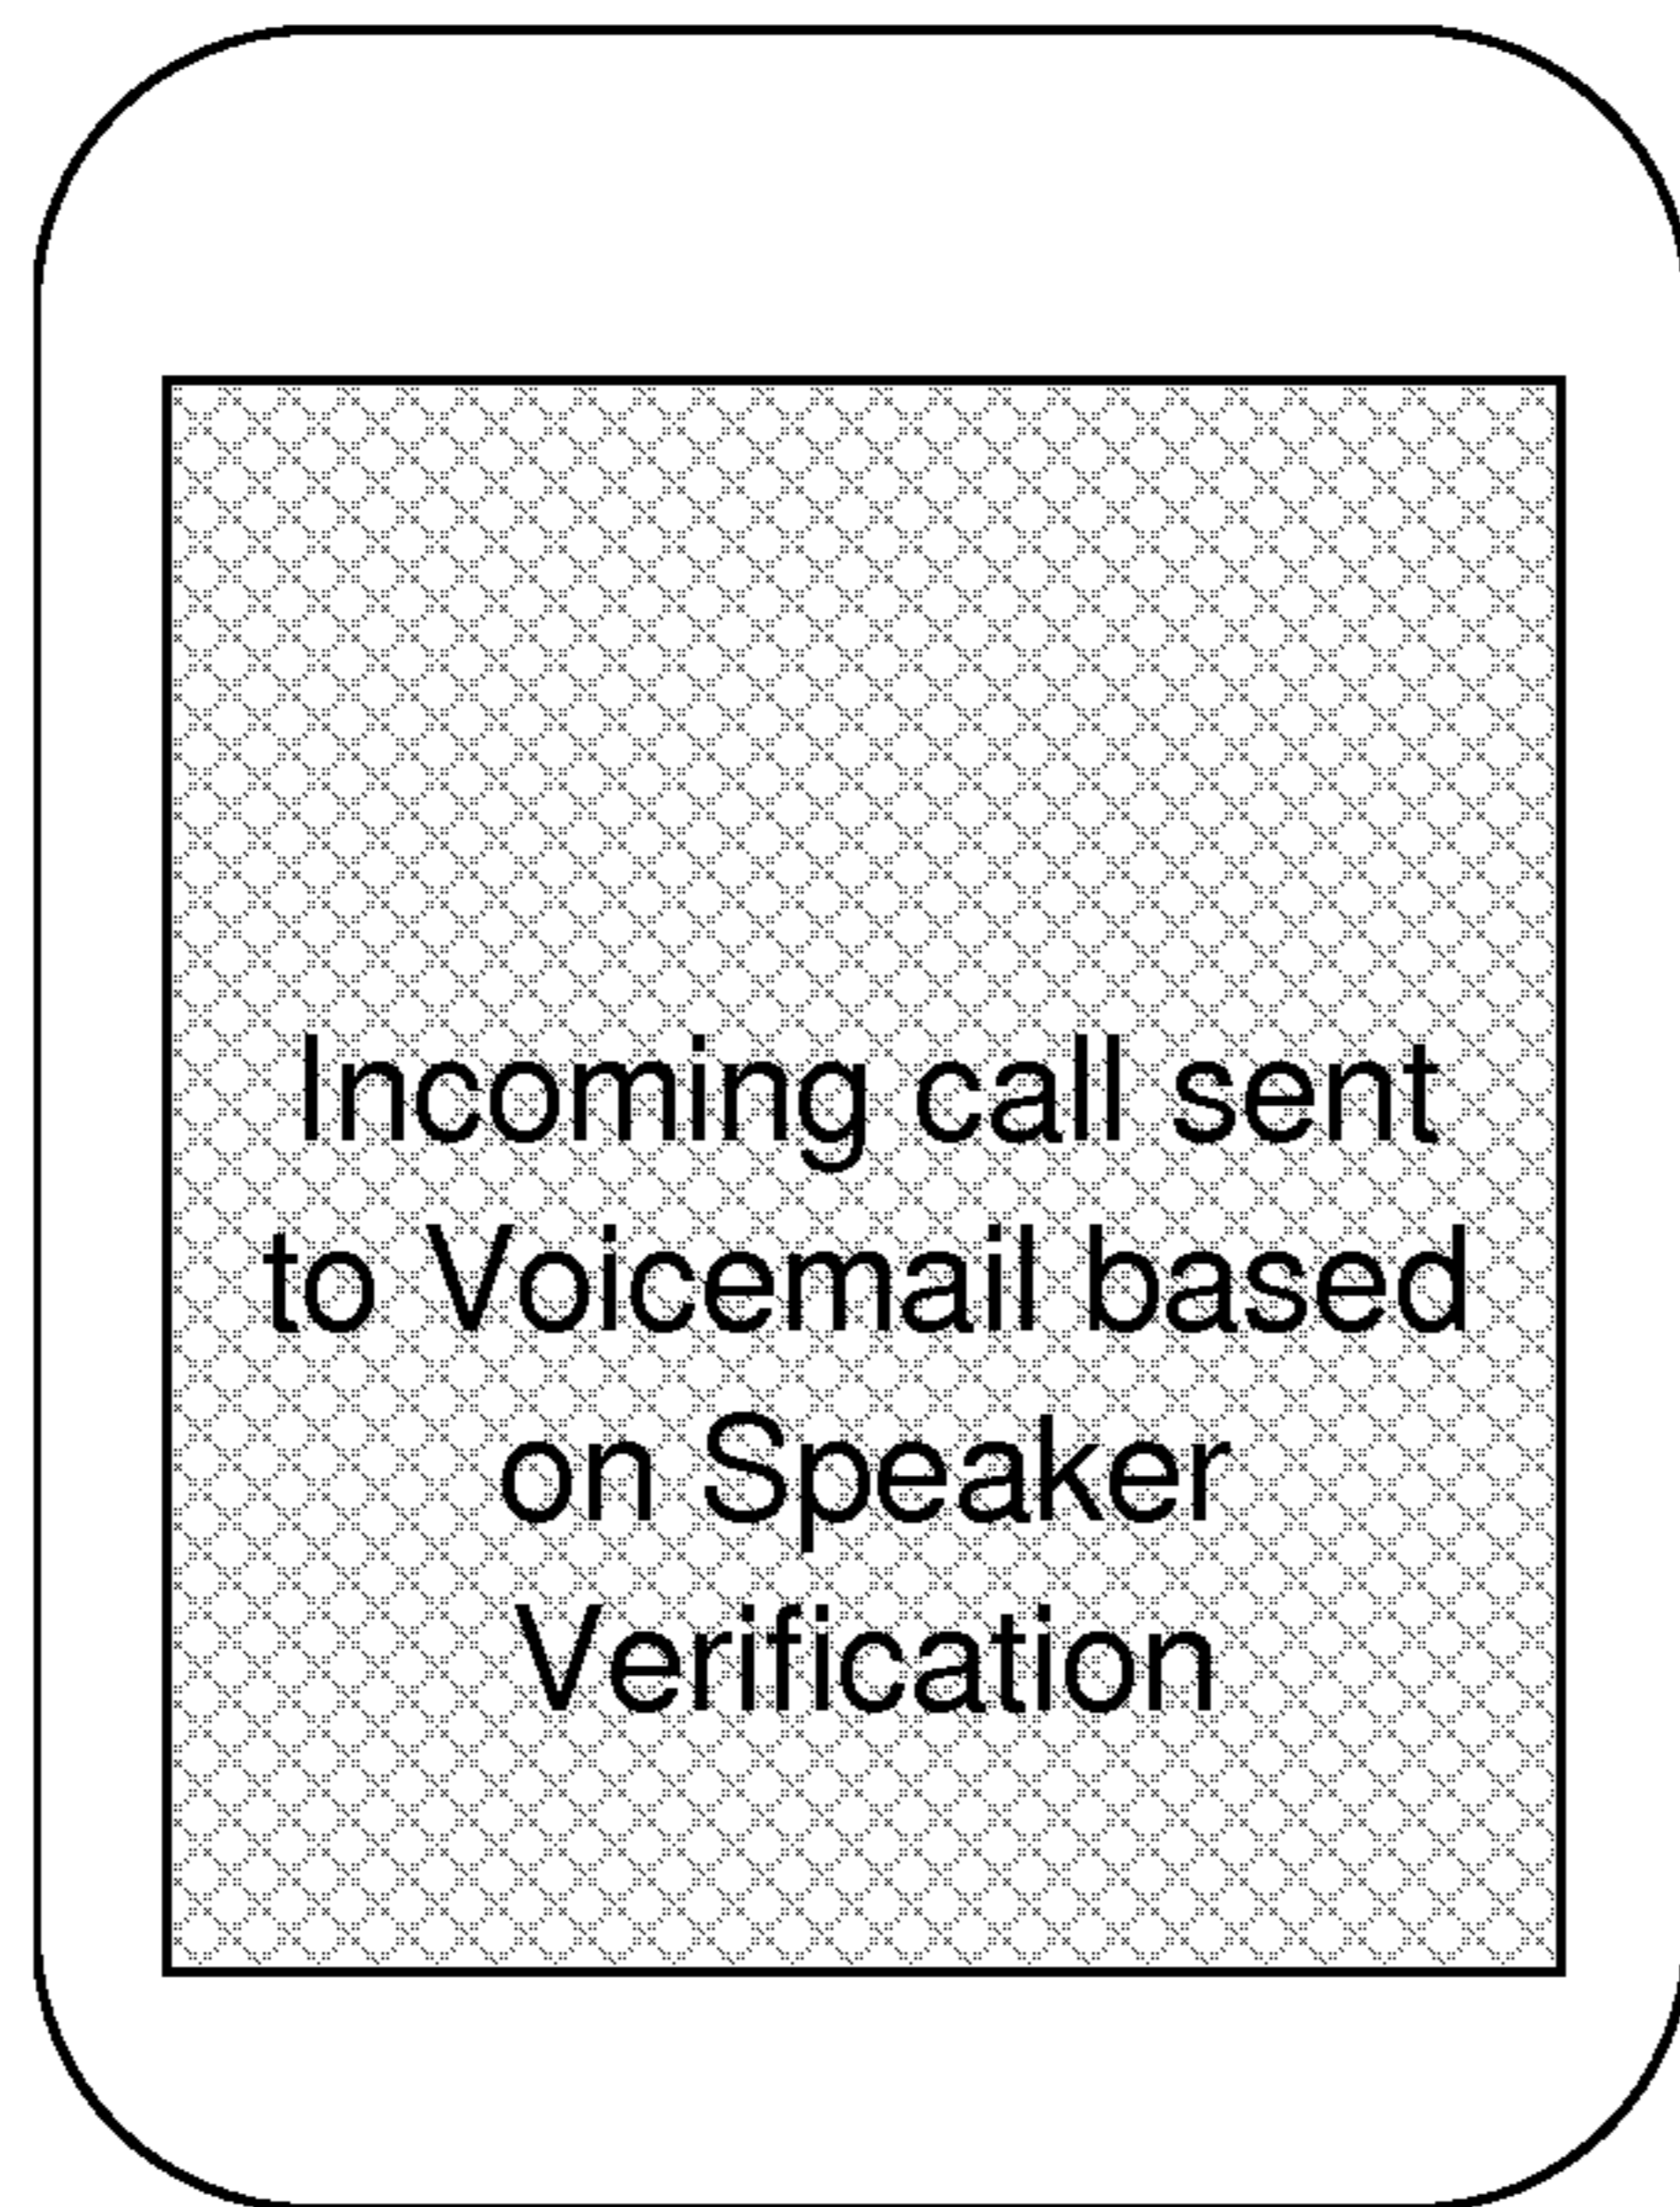 Incoming call sent
to Voicemail based
on Speaker
Verification